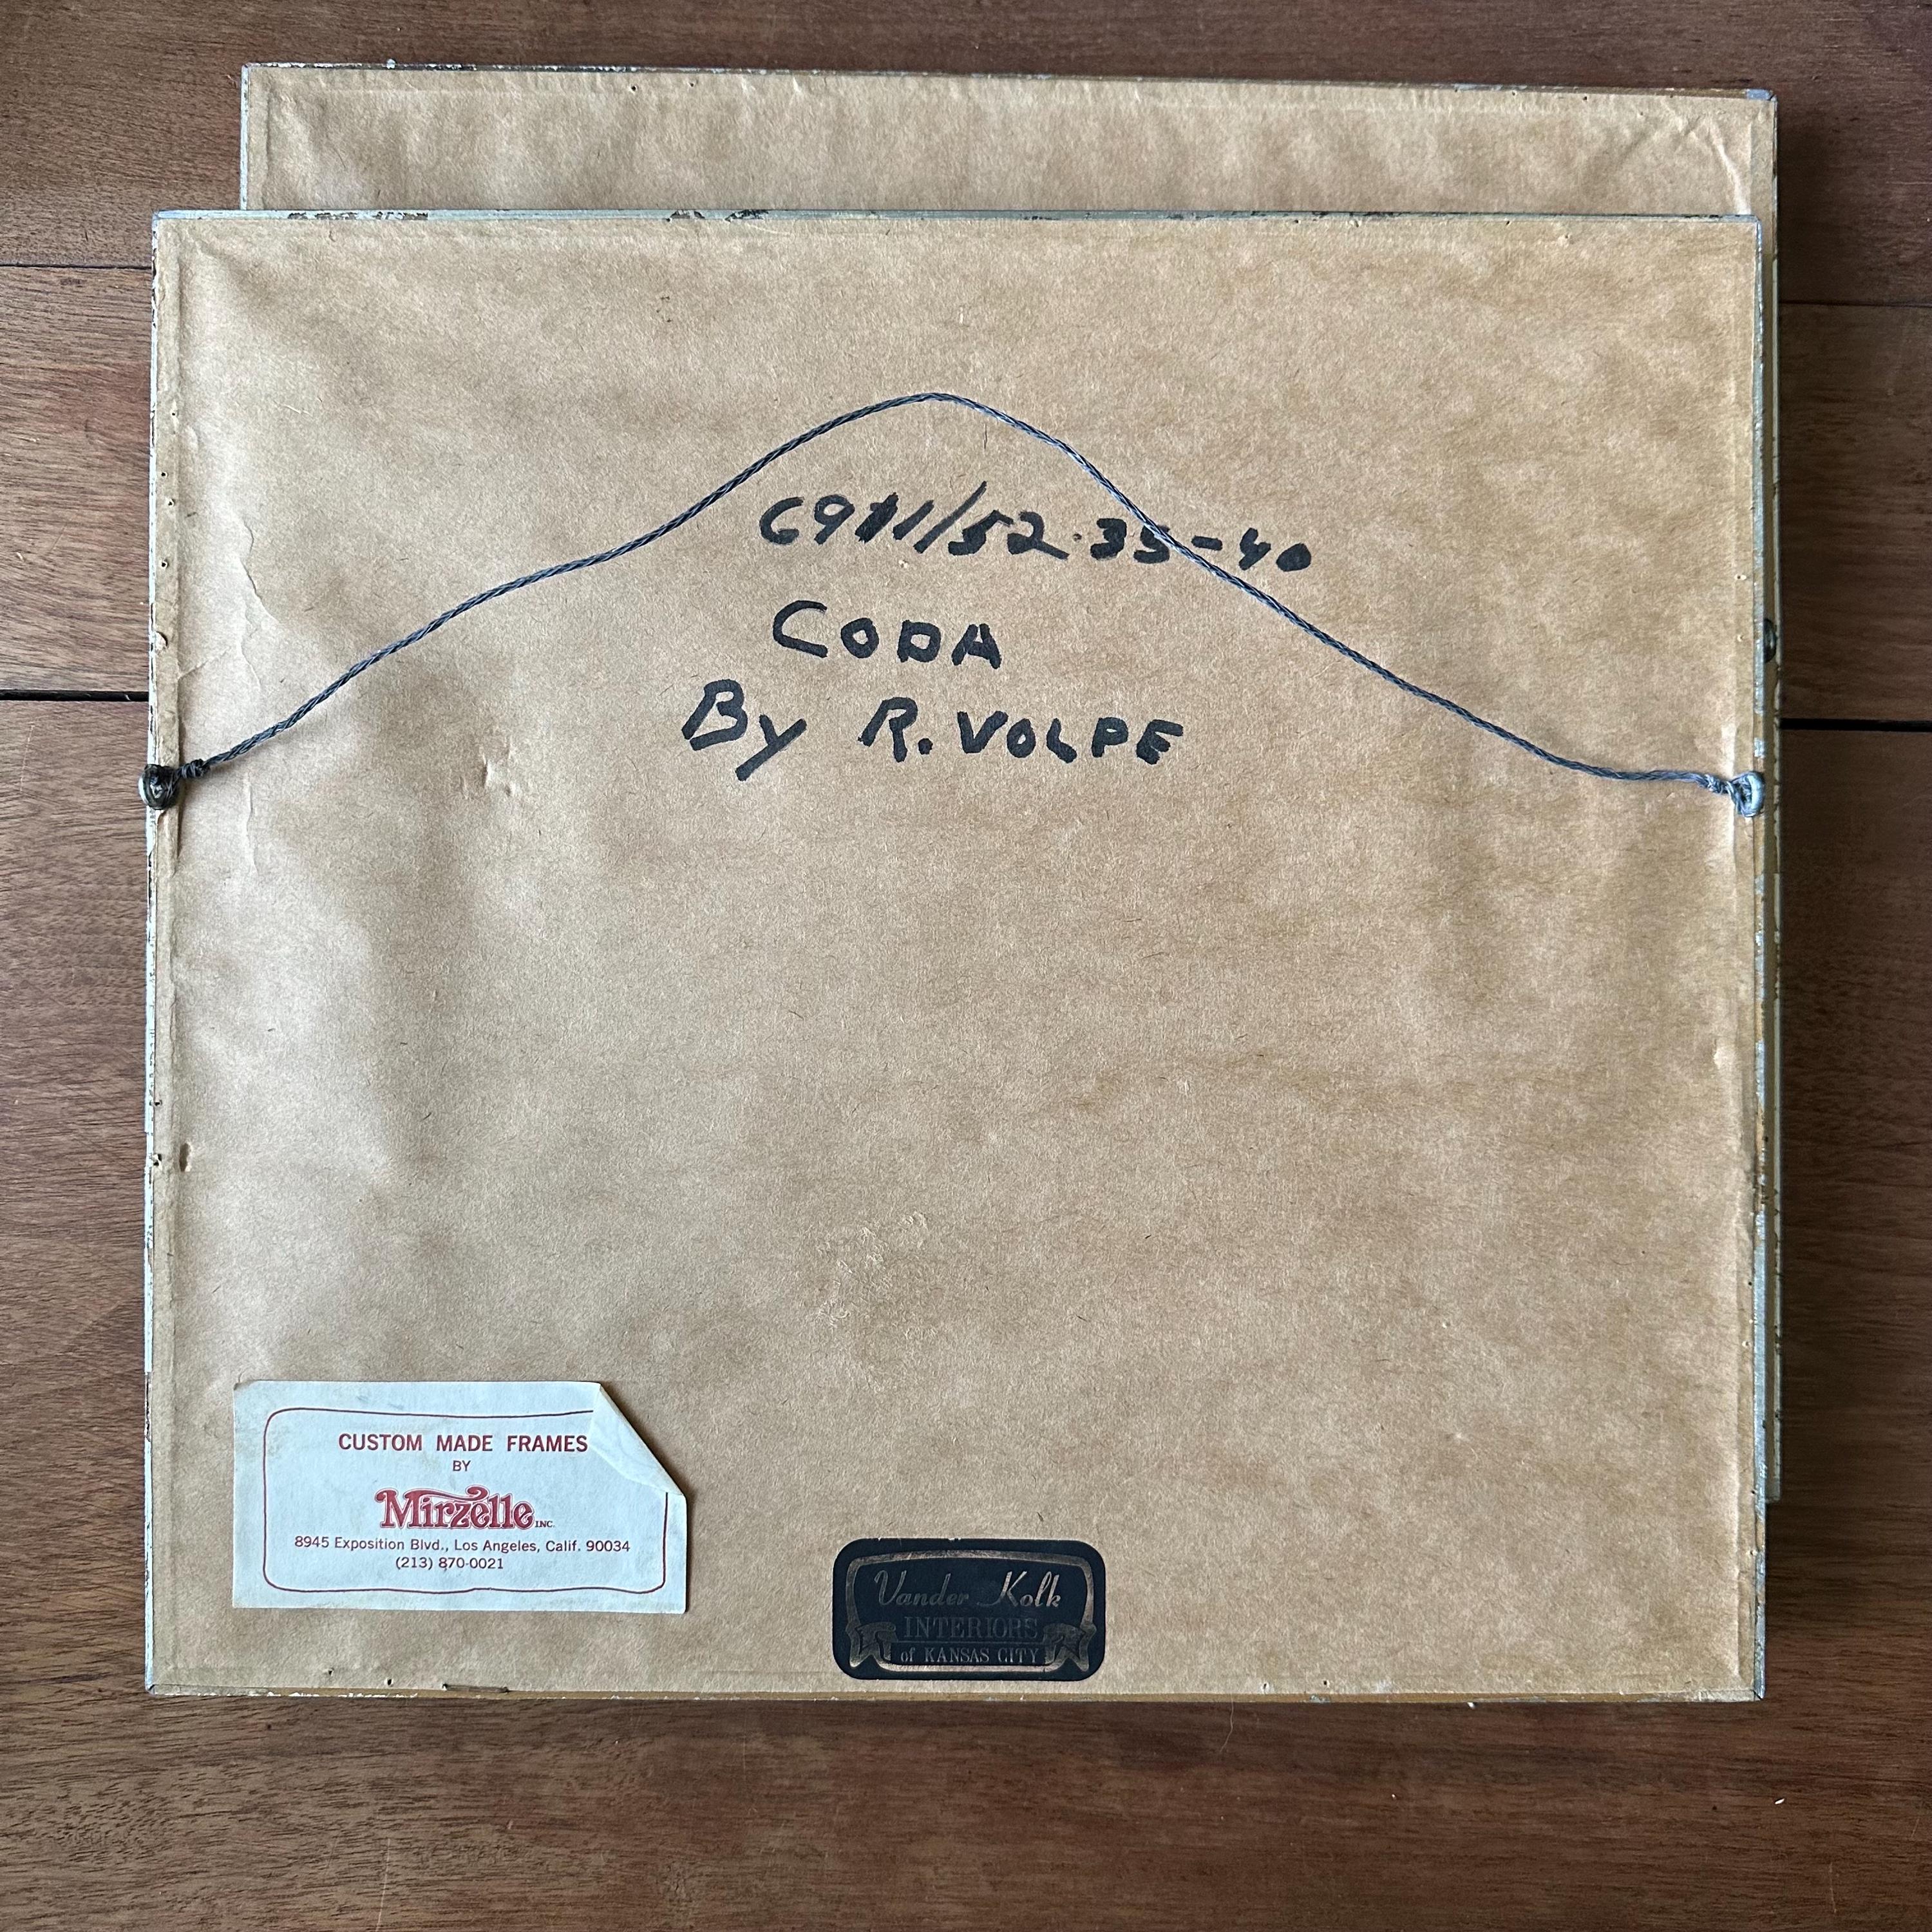 6911/52.35-40
CODA
By R. VOLPE
CUSTOM MADE FRAMES
BY
Mirzelle INC.
8945 Exposition Blvd., Los Angeles, Calif. 90034
(213) 870-0021
Vander Kolk
INTERIORS
of KANSAS CITY